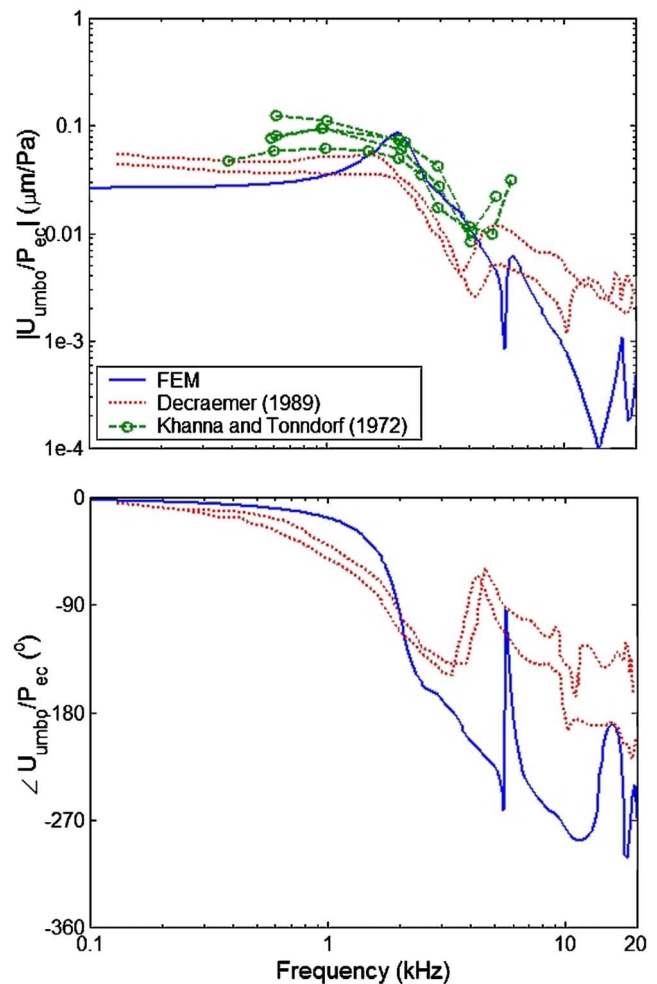 1
0.1
0.01
1e-3
1e-4
|U_umbo/P_ec| (μm/Pa)
FEM
Decraemer (1989)
Khanna and Tonndorf (1972)
0
-90
-180
-270
-360
∠ U_umbo/P_ec (°)
0.1 1 10 20
Frequency (kHz)